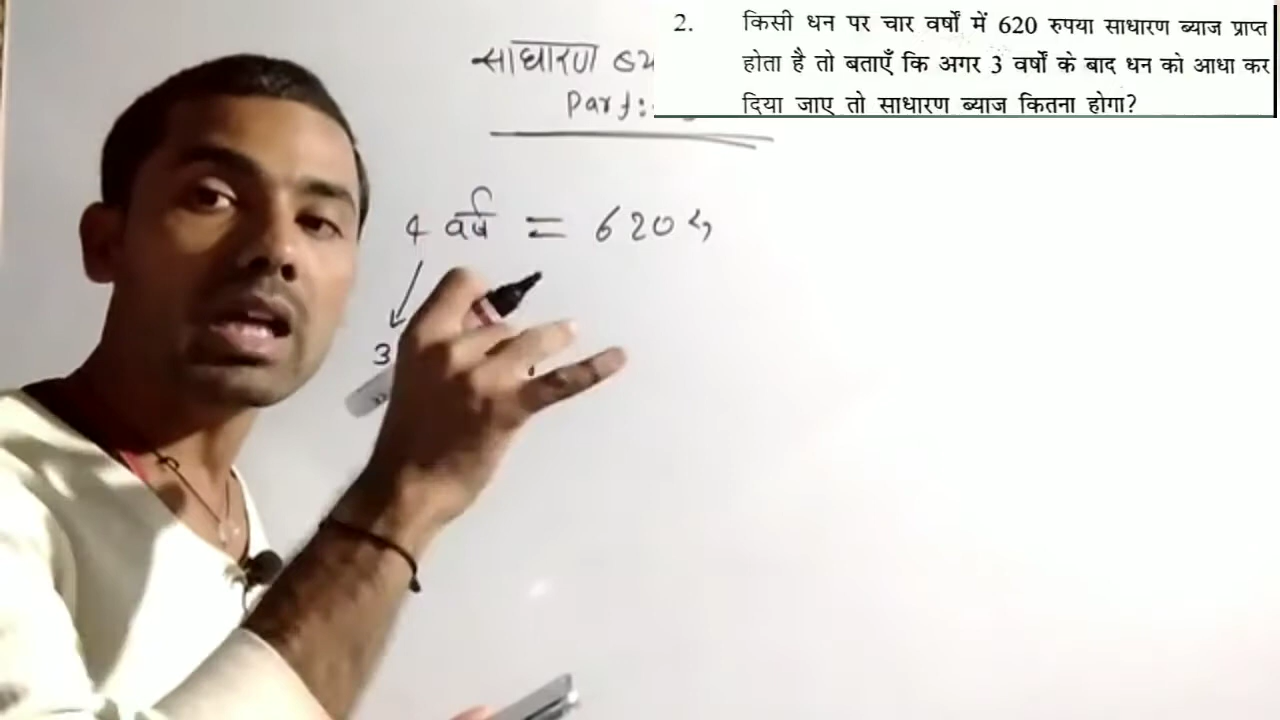 2. किसी धन पर चार वर्षों में 620 रुपया साधारण ब्याज प्राप्त
होता है तो बताएँ कि अगर 3 वर्षों के बाद धन को आधा कर
दिया जाए तो साधारण ब्याज कितना होगा?
साधारण
Part:
4 वर्ष = 620
3